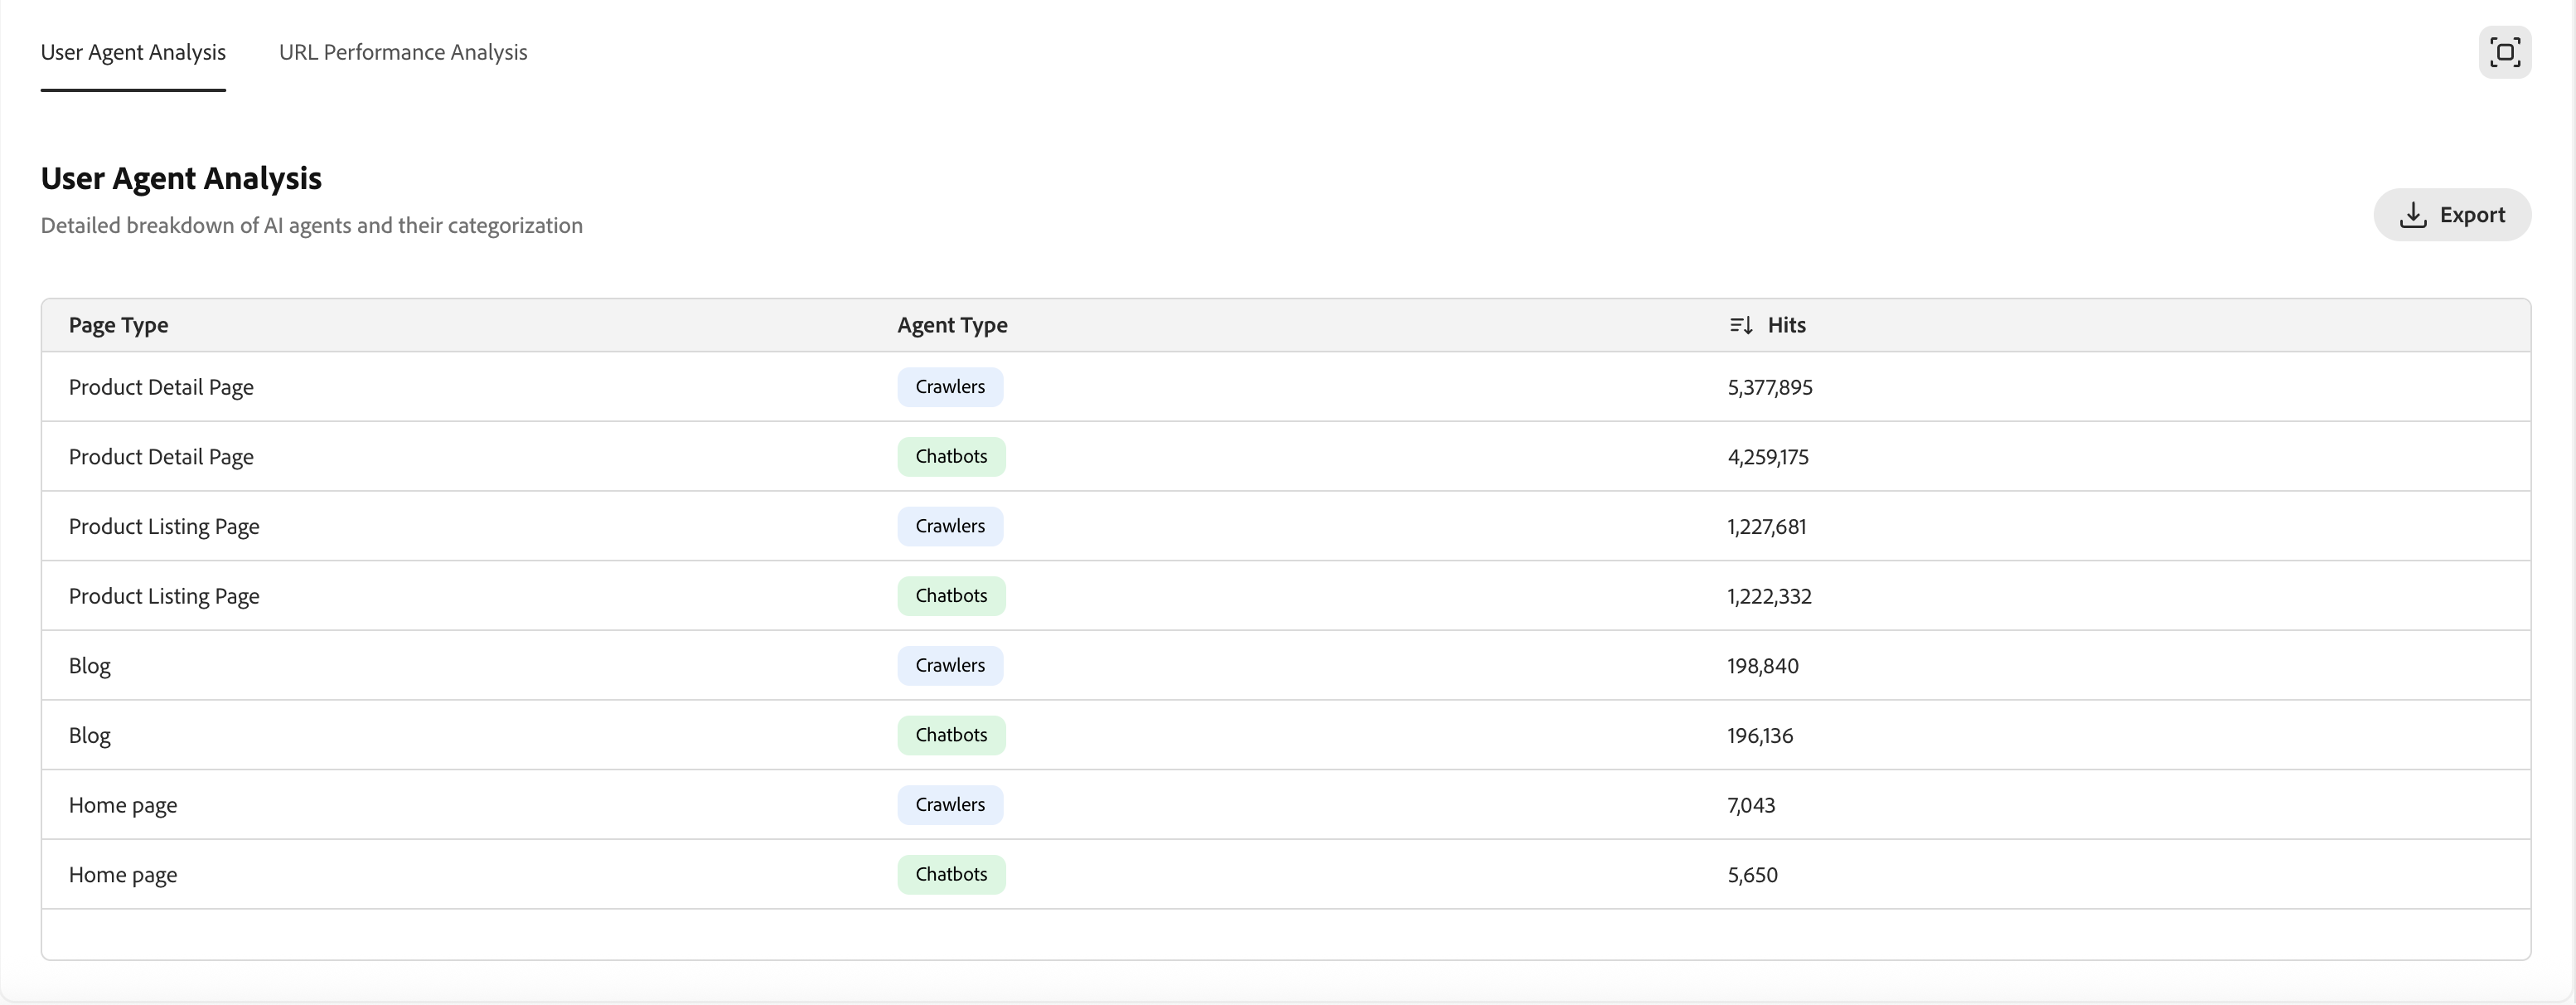 User Agent Analysis URL Performance Analysis
User Agent Analysis
Detailed breakdown of AI agents and their categorization
Export
Page Type Agent Type Hits
Product Detail Page Crawlers 5,377,895
Product Detail Page Chatbots 4,259,175
Product Listing Page Crawlers 1,227,681
Product Listing Page Chatbots 1,222,332
Blog Crawlers 198,840
Blog Chatbots 196,136
Home page Crawlers 7,043
Home page Chatbots 5,650